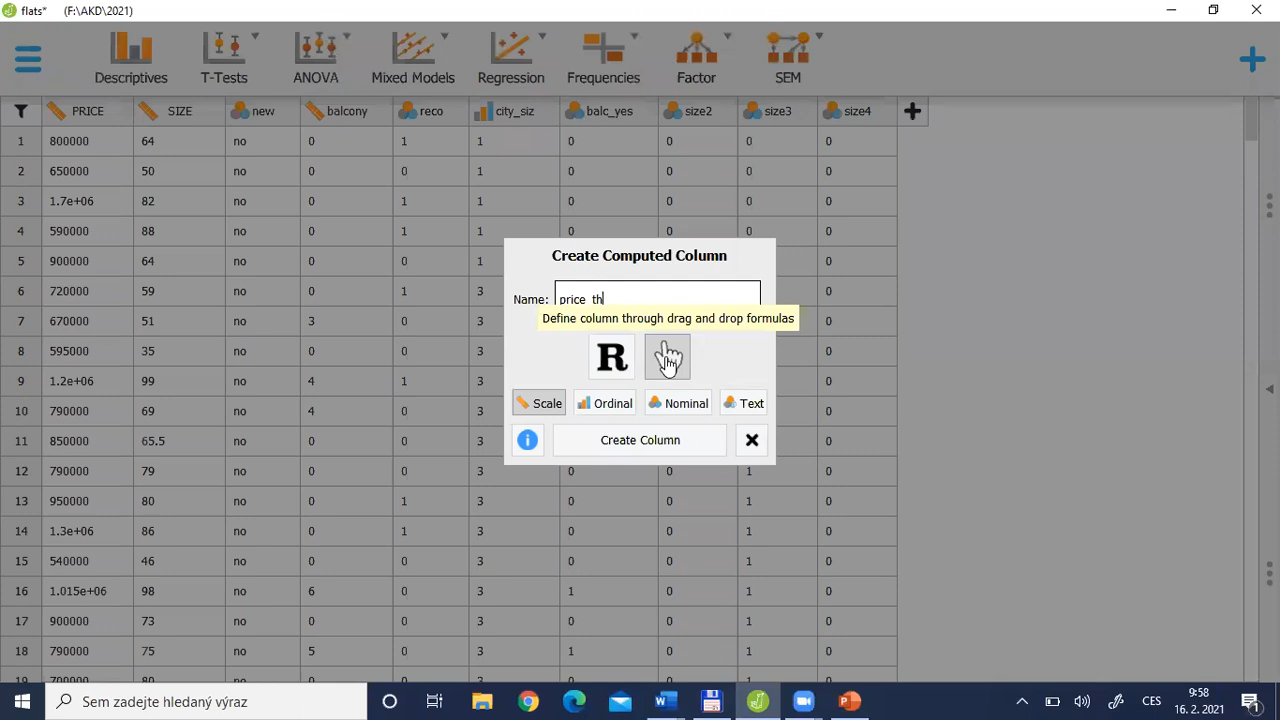 flats* (F:\AKD\2021)
Descriptives T-Tests ANOVA Mixed Models Regression Frequencies Factor SEM
PRICE SIZE new balcony reco city_siz balc_yes size2 size3 size4
1 800000 64 no 0 1 1 0 0 0 0
2 650000 50 no 0 0 1 0 0 0 0
3 1.7e+06 82 no 0 1 1 0 0 0 0
4 590000 88 no 0 1 1 0 0 0 0
5 900000 64 no 0 0 1 0
6 720000 59 no 0 1 3 0
7 670000 51 no 3 0 3 0
8 595000 35 no 0 0 3 0
9 1.2e+06 99 no 4 1 3 0
10 790000 69 no 4 0 3 0
11 850000 65.5 no 0 0 3 0
12 790000 79 no 0 0 3 0 0 1 0
13 950000 80 no 0 1 3 0 0 1 0
14 1.3e+06 86 no 0 1 3 0 0 1 0
15 540000 46 no 0 0 3 0 0 1 0
16 1.015e+06 98 no 6 0 3 1 0 1 0
17 900000 73 no 0 0 3 0 0 1 0
18 790000 75 no 5 0 3 1 0 1 0
19 700000 80 no 0 0 3 0 0 1 0
Create Computed Column
Name: price_th
Define column through drag and drop formulas
R
Scale Ordinal Nominal Text
i Create Column
Sem zadejte hledaný výraz
CES
9:58
16. 2. 2021
1